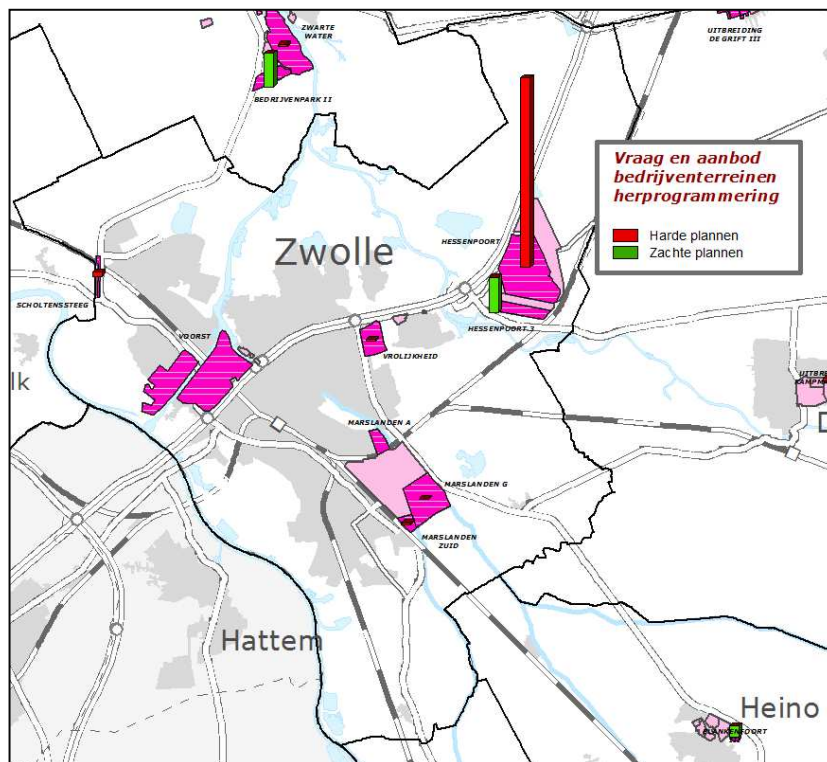 ZWARTE
WATER
UITBREIDING
DE GRIFT III
BEDRIJVENPARK II
Vraag en aanbod
bedrijventerreinen
herprogrammering
Harde plannen
Zachte plannen
Zwolle
HESSENPOORT
SCHOLTENSSTEEG
HESSENPOORT 3
VOORST
VROLIJKHEID
lk
D
MARSLANDEN A
MARSLANDEN G
MARSLANDEN
ZUID
Hattem
Heino
BLANKENFOORT